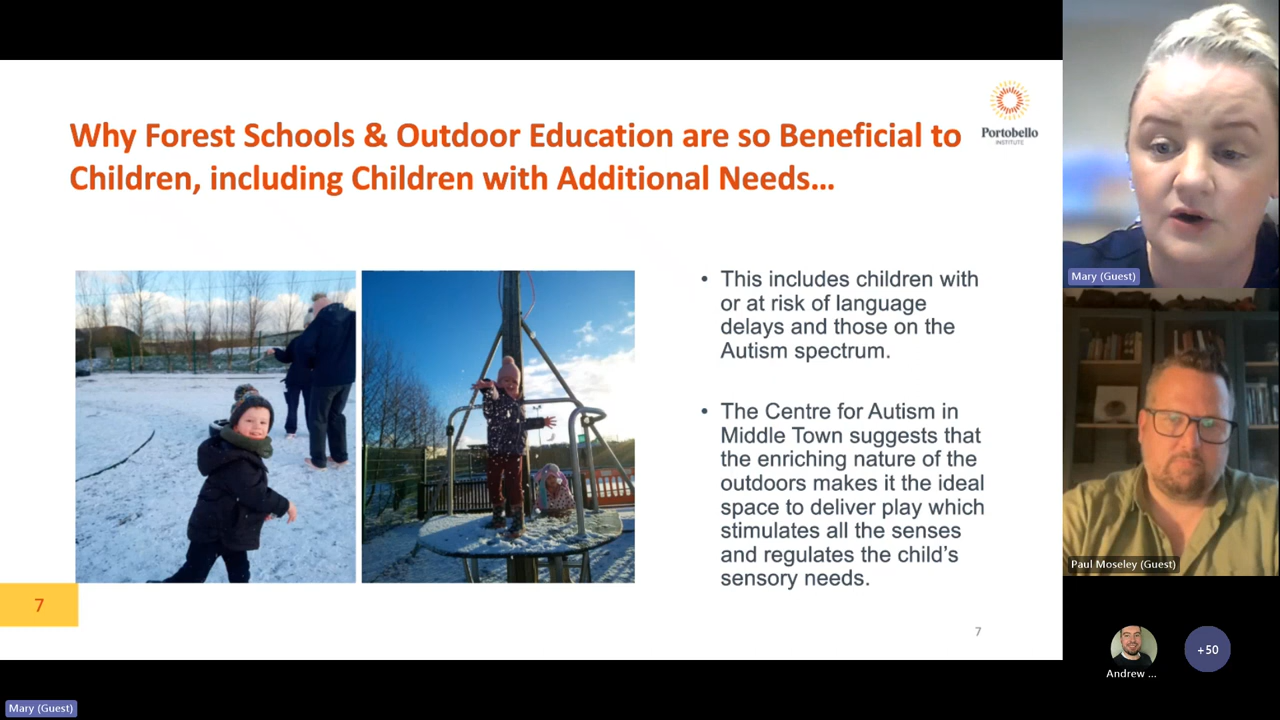 Why Forest Schools & Outdoor Education are so Beneficial to
Children, including Children with Additional Needs...
Portobello
INSTITUTE
• This includes children with
or at risk of language
delays and those on the
Autism spectrum.
• The Centre for Autism in
Middle Town suggests that
the enriching nature of the
outdoors makes it the ideal
space to deliver play which
stimulates all the senses
and regulates the child's
sensory needs.
7
7
Mary (Guest)
Paul Moseley (Guest)
Andrew ...
+50
Mary (Guest)